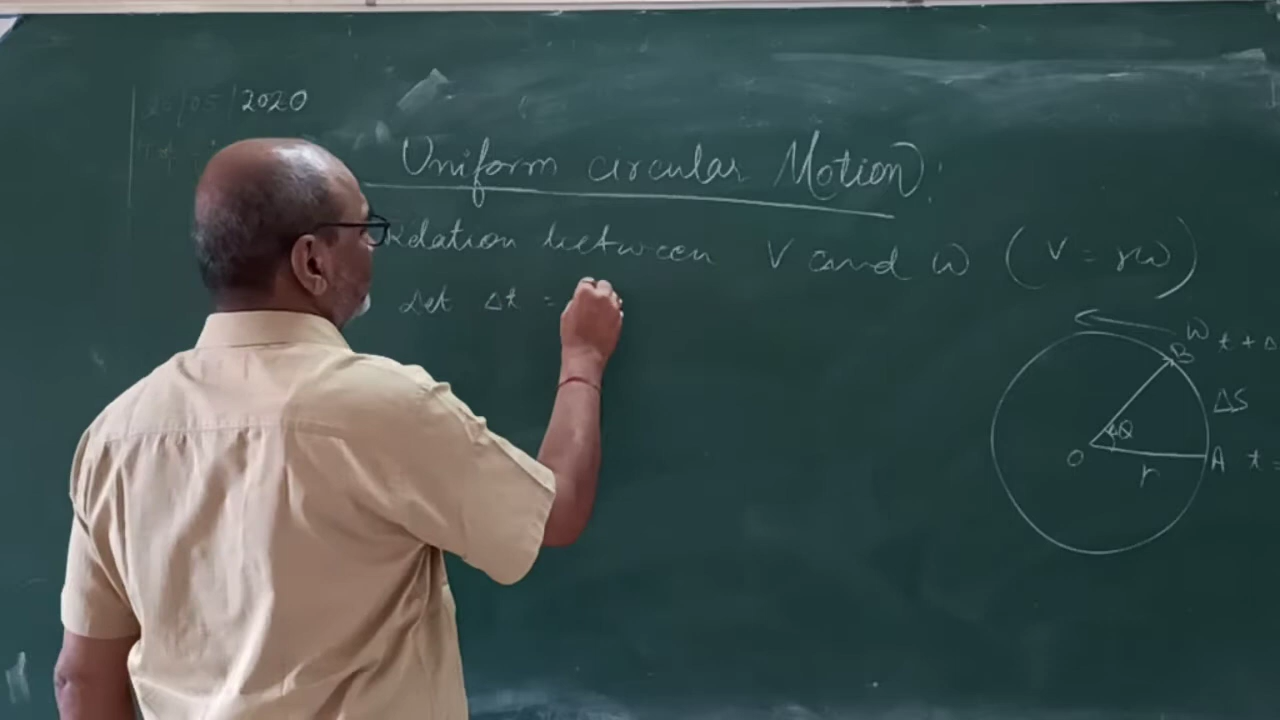 26/05/2020
Uniform circular Motion:
Relation between V and ω (V = rω)
Let Δt =
ω
B t + Δ
ΔS
Δθ
O
r
A t =